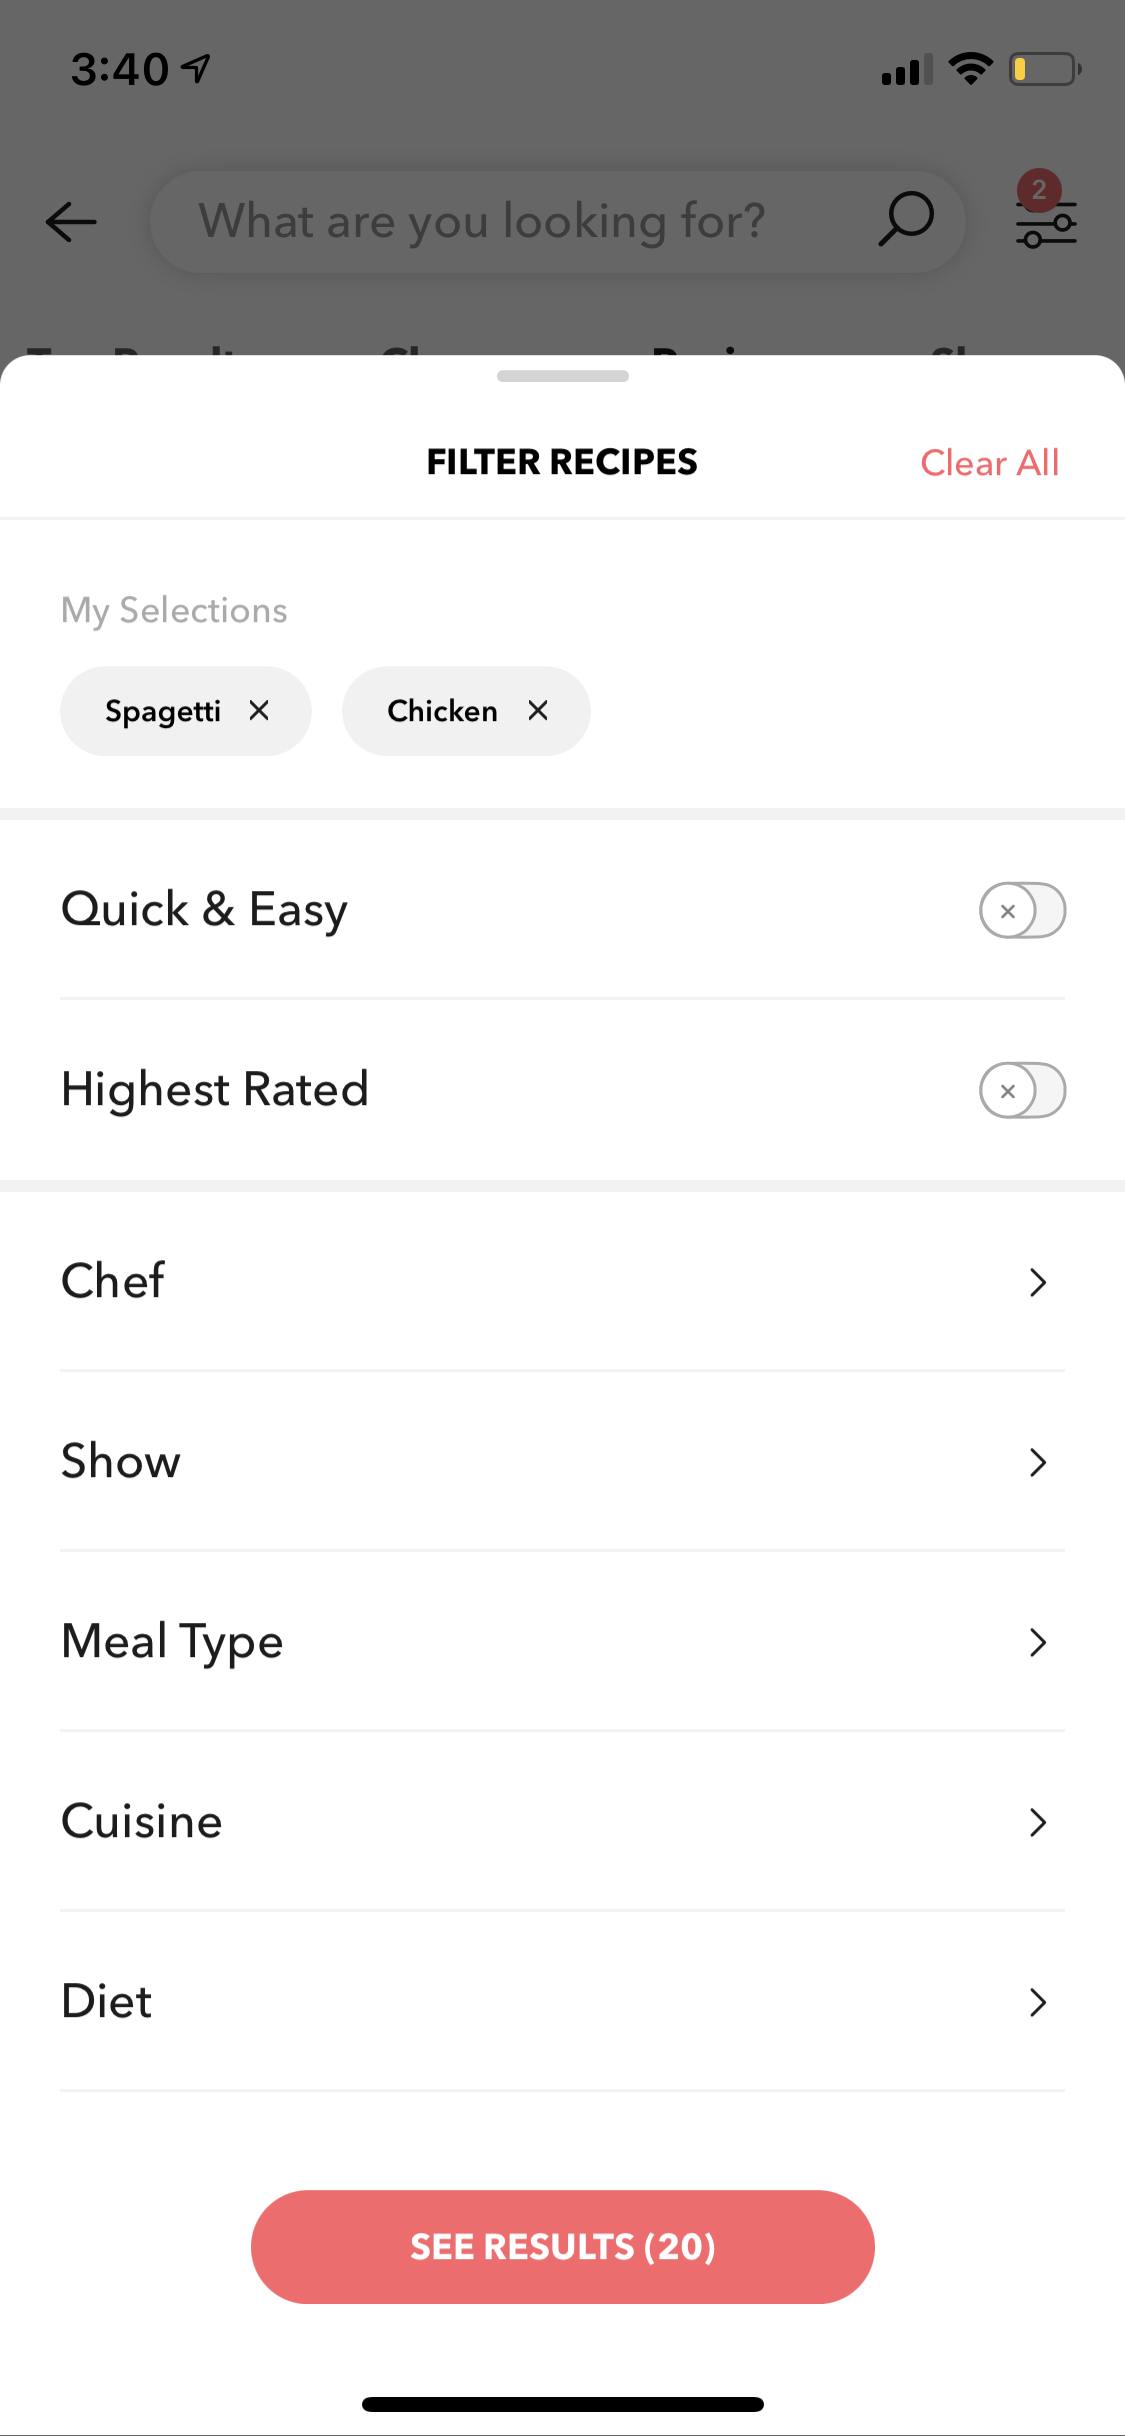 3:40
What are you looking for?
2
FILTER RECIPES
Clear All
My Selections
Spagetti
Chicken
Quick & Easy
Highest Rated
Chef
Show
Meal Type
Cuisine
Diet
SEE RESULTS (20)